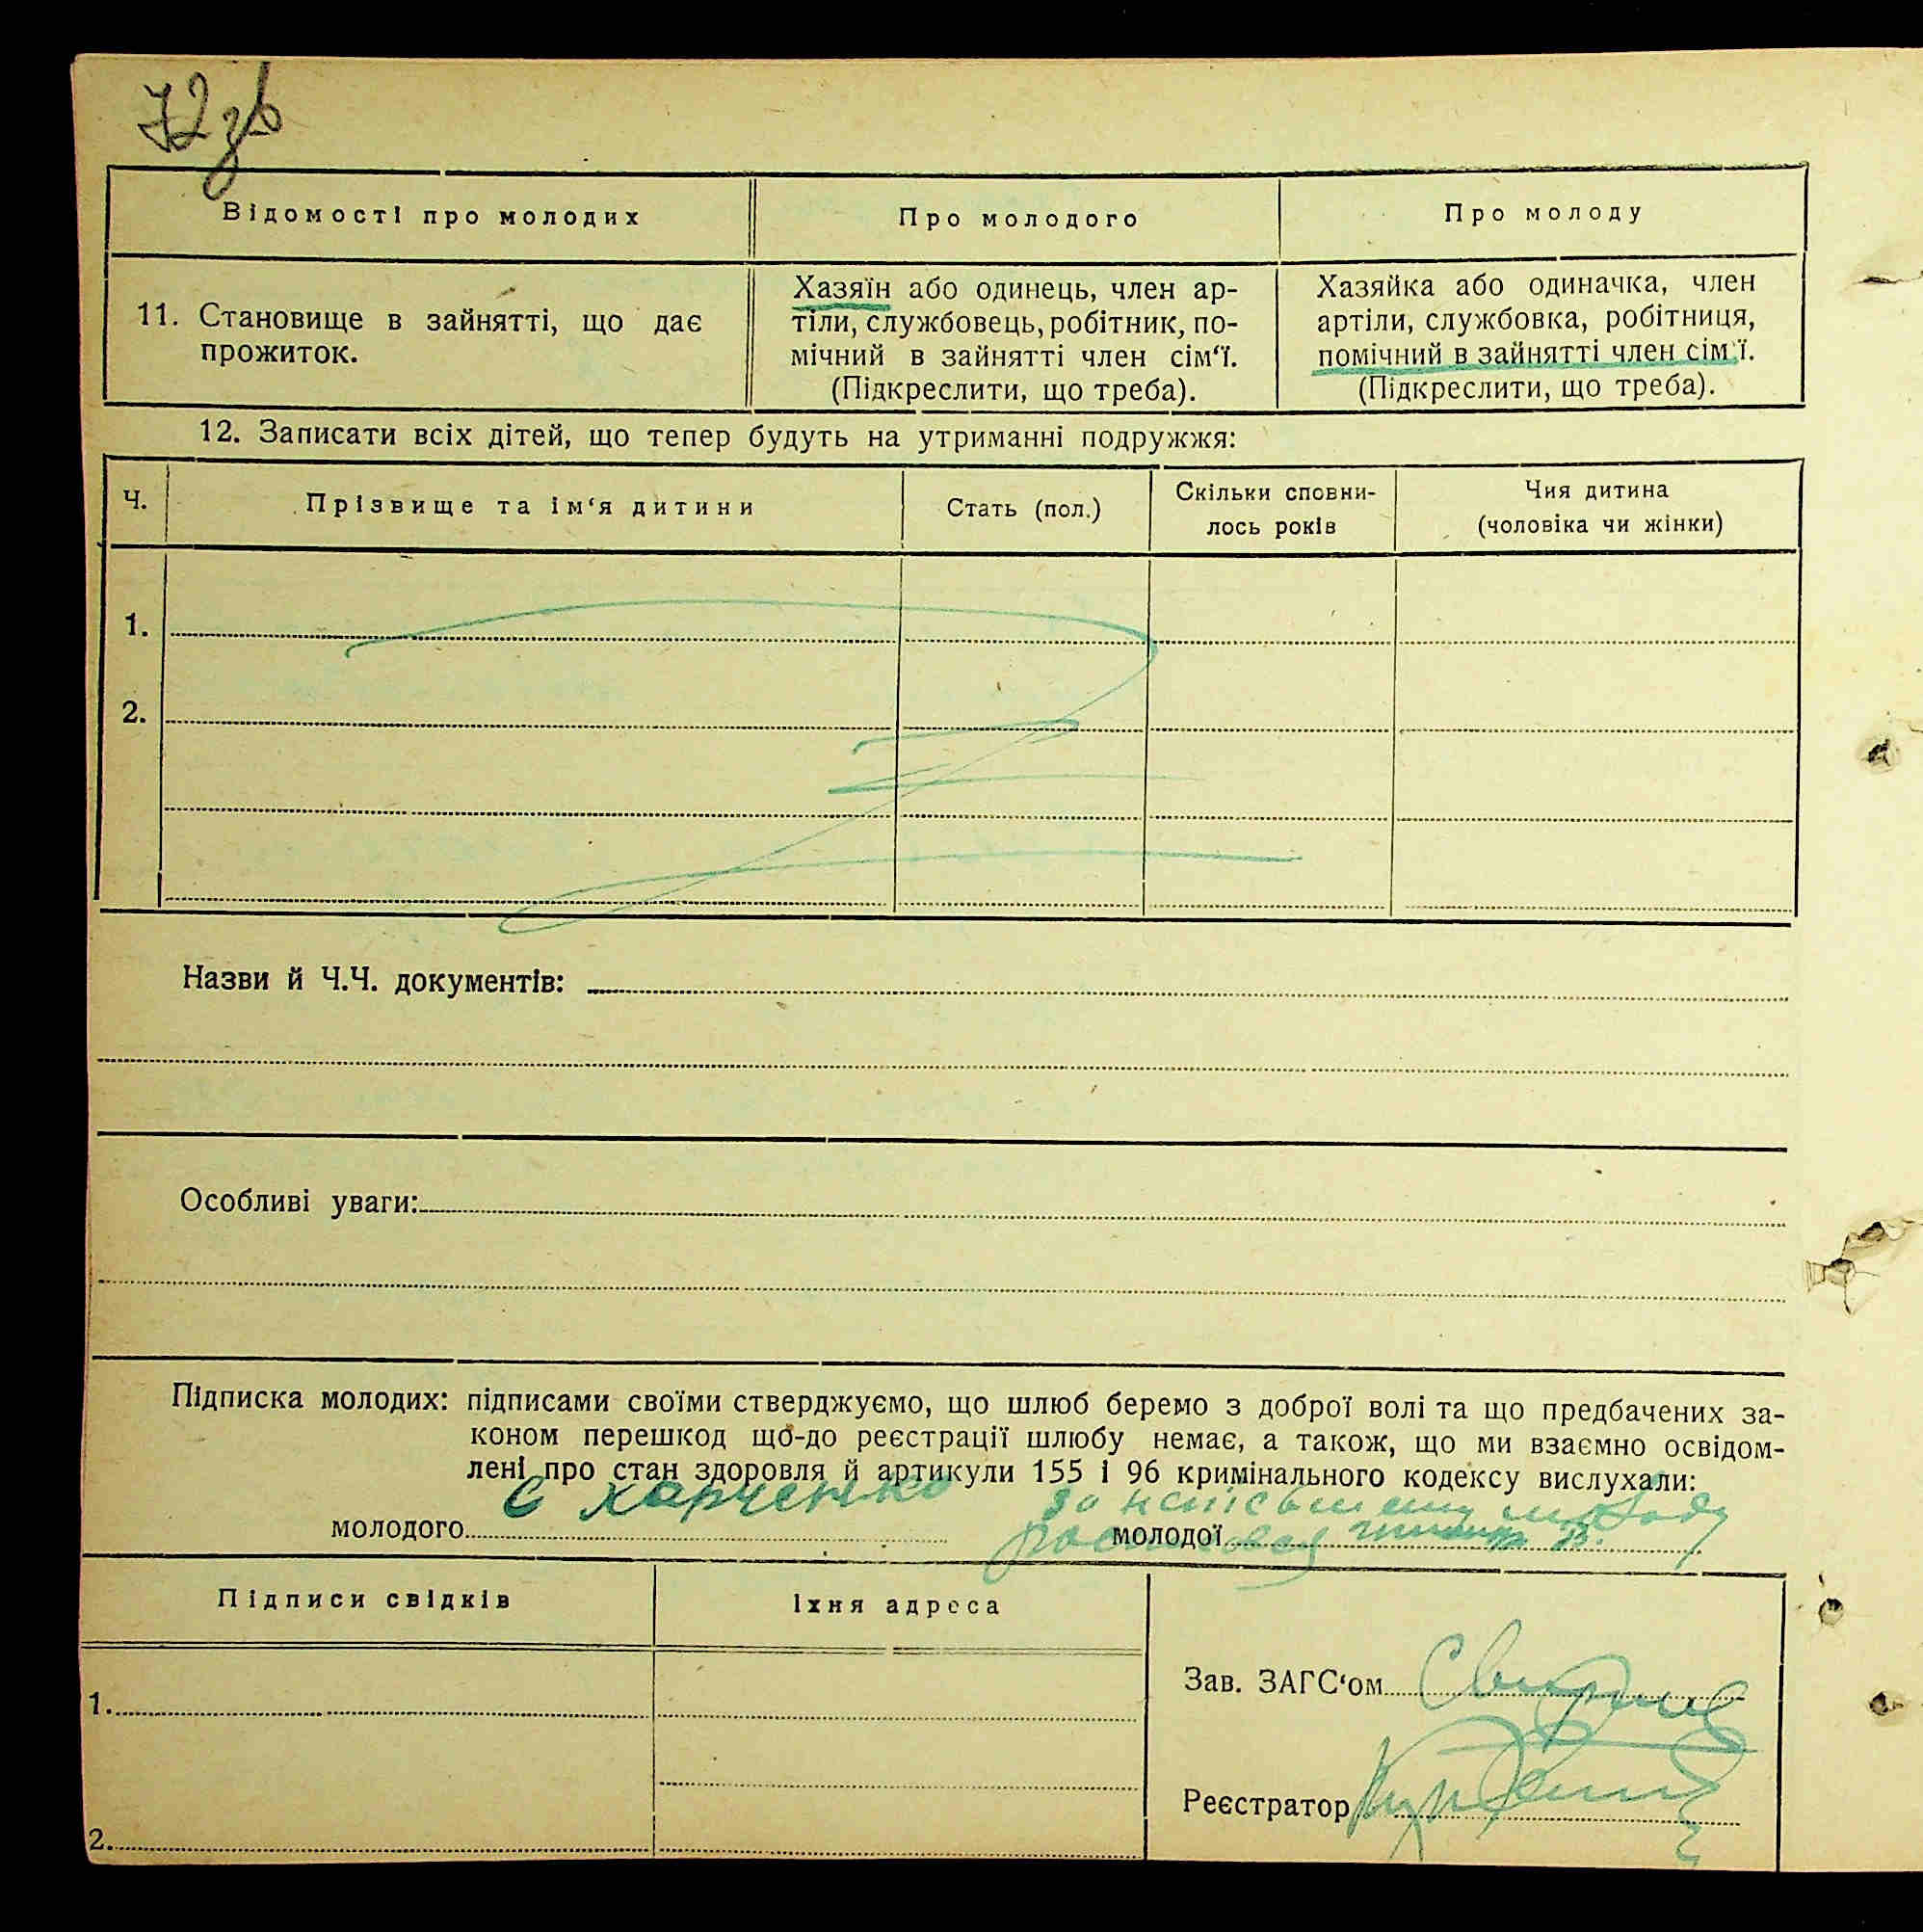 72 зв
Відомості про молодих
Про молодого
Про молоду
11. Становище в зайнятті, що дає
прожиток.
Хазяїн або одинець, член ар-
тіли, службовець, робітник, по-
мічний в зайнятті член сім‘ї.
(Підкреслити, що треба).
Хазяйка або одиначка, член
артіли, службовка, робітниця,
помічний в зайнятті член сім‘ї.
(Підкреслити, що треба).
12. Записати всіх дітей, що тепер будуть на утриманні подружжя:
Ч.
Прізвище та ім‘я дитини
Стать (пол.)
Скільки сповни-
лось років
Чия дитина
(чоловіка чи жінки)
1.
2.
Назви й Ч.Ч. документів:
Особливі уваги:
Підписка молодих: підписами своїми стверджуємо, що шлюб беремо з доброї волі та що предбачених за-
коном перешкод що-до реєстрації шлюбу немає, а також, що ми взаємно освідом-
лені про стан здоровля й артикули 155 і 96 кримінального кодексу вислухали:
С Харченко
за молоду
молодого
молодої
Підписи свідків
Їхня адреса
1.
2.
Зав. ЗАГС‘ом
Реєстратор